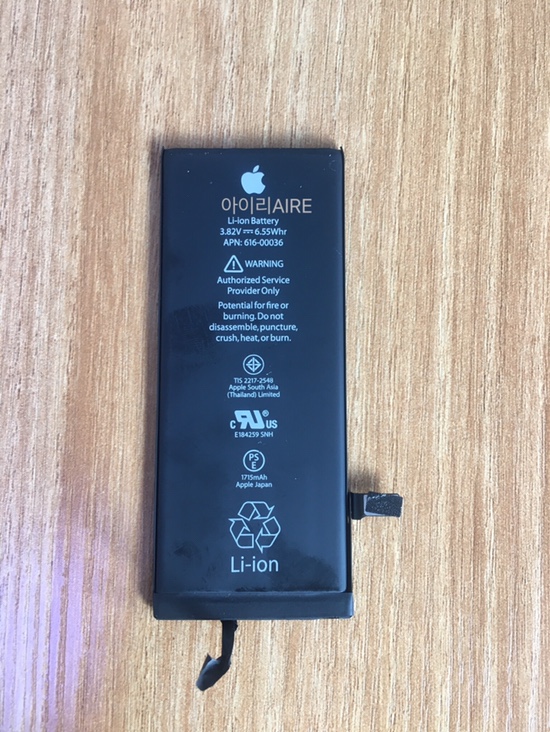 아이리AIRE
Li-ion Battery
3.82V ⎓ 6.55Whr
APN: 616-00036
WARNING
Authorized Service
Provider Only
Potential for fire or
burning. Do not
disassemble, puncture,
crush, heat, or burn.
TIS 2217-2548
Apple South Asia
(Thailand) Limited
c RU® US
E184259 SNH
PS
E
1715mAh
Apple Japan
Li-ion